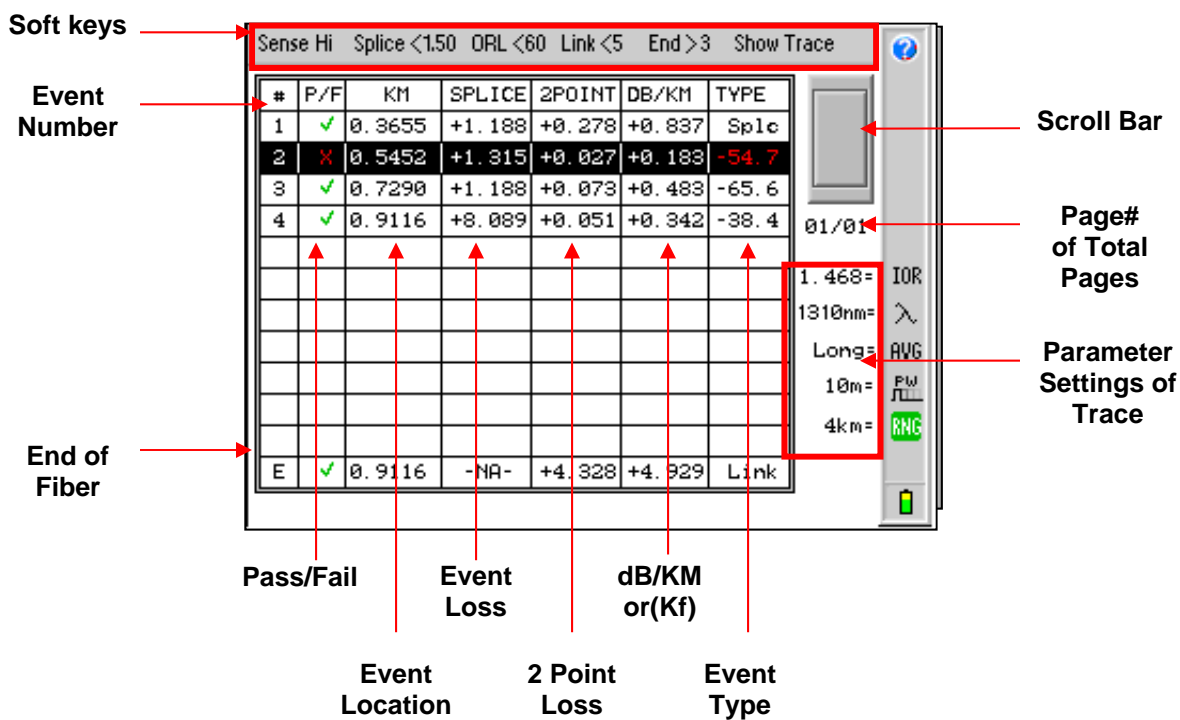 Soft keys
Sense Hi Splice <1.50 ORL <60 Link <5 End >3 Show Trace
Event
Number
# P/F KM SPLICE 2POINT DB/KM TYPE
1 ✓ 0.3655 +1.188 +0.278 +0.837 Splc
2 X 0.5452 +1.315 +0.027 +0.183 -54.7
3 ✓ 0.7290 +1.188 +0.073 +0.483 -65.6
4 ✓ 0.9116 +8.089 +0.051 +0.342 -38.4
E ✓ 0.9116 -NA- +4.328 +4.929 Link
End of
Fiber
?
Scroll Bar
01/01
Page#
of Total
Pages
1.468= IOR
1310nm= λ
Long= AVG
10m= PW
4km= RNG
Parameter
Settings of
Trace
Pass/Fail
Event
Loss
dB/KM
or(Kf)
Event
Location
2 Point
Loss
Event
Type